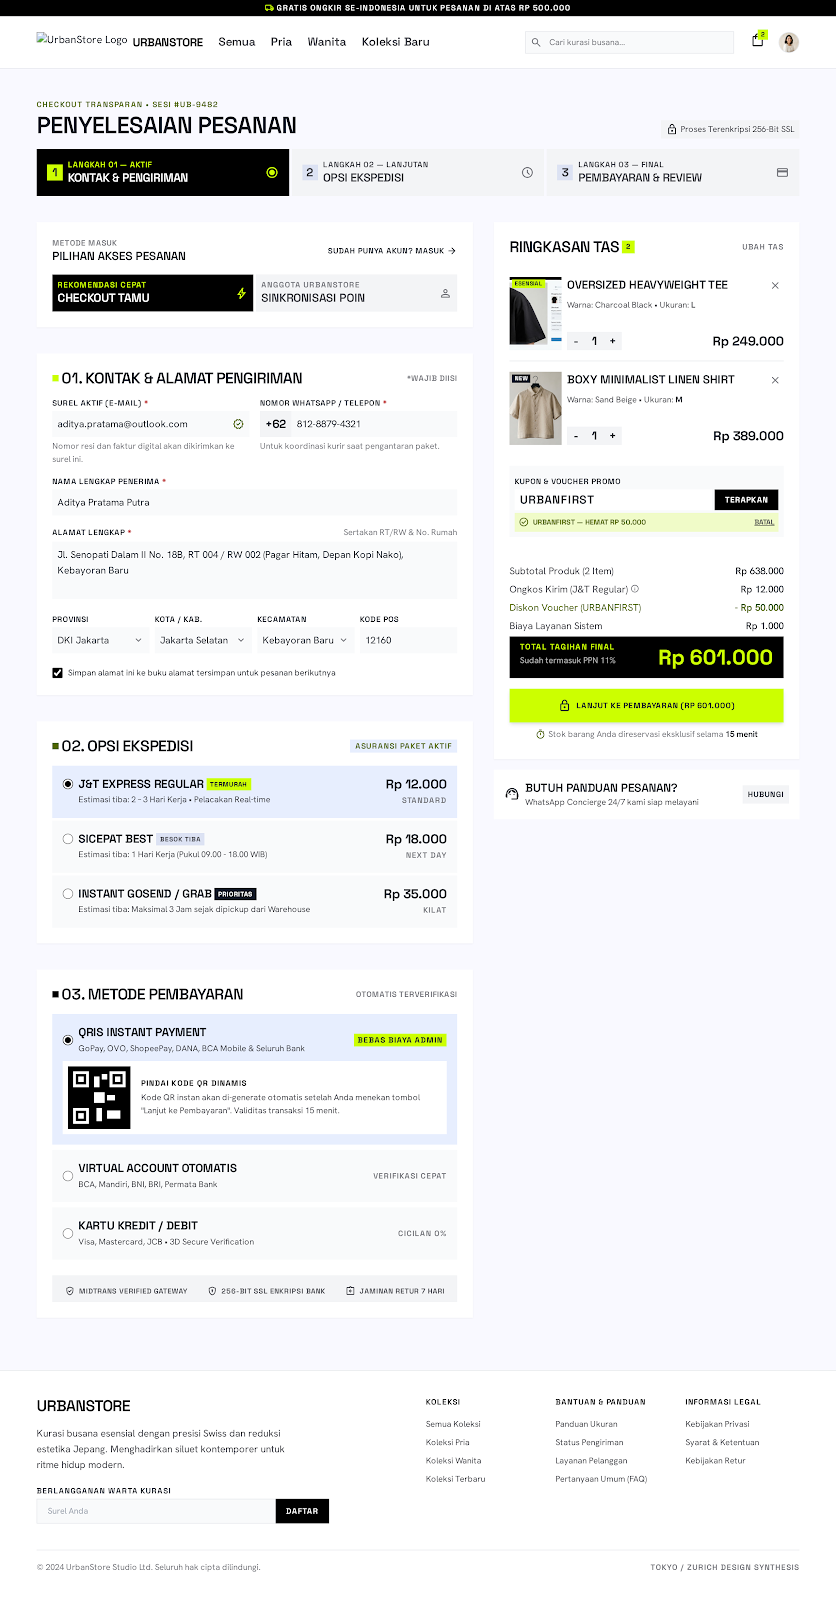 GRATIS ONGKIR SE-INDONESIA UNTUK PESANAN DI ATAS RP 500.000
UrbanStore Logo URBANSTORE Semua Pria Wanita Koleksi Baru Cari kurasi busana... 2
CHECKOUT TRANSPARAN • SESI #UB-9482
PENYELESAIAN PESANAN
Proses Terenkripsi 256-Bit SSL
1 LANGKAH 01 — AKTIF
KONTAK & PENGIRIMAN
2 LANGKAH 02 — LANJUTAN
OPSI EKSPEDISI
3 LANGKAH 03 — FINAL
PEMBAYARAN & REVIEW
METODE MASUK
PILIHAN AKSES PESANAN
SUDAH PUNYA AKUN? MASUK →
REKOMENDASI CEPAT
CHECKOUT TAMU
ANGGOTA URBANSTORE
SINKRONISASI POIN
01. KONTAK & ALAMAT PENGIRIMAN
*WAJIB DIISI
SUREL AKTIF (E-MAIL) *
aditya.pratama@outlook.com
Nomor resi dan faktur digital akan dikirimkan ke
surel ini.
NOMOR WHATSAPP / TELEPON *
+62 812-8879-4321
Untuk koordinasi kurir saat pengantaran paket.
NAMA LENGKAP PENERIMA *
Aditya Pratama Putra
ALAMAT LENGKAP *
Sertakan RT/RW & No. Rumah
Jl. Senopati Dalam II No. 18B, RT 004 / RW 002 (Pagar Hitam, Depan Kopi Nako),
Kebayoran Baru
PROVINSI KOTA / KAB. KECAMATAN KODE POS
DKI Jakarta Jakarta Selatan Kebayoran Baru 12160
Simpan alamat ini ke buku alamat tersimpan untuk pesanan berikutnya
02. OPSI EKSPEDISI
ASURANSI PAKET AKTIF
J&T EXPRESS REGULAR TERMURAH
Estimasi tiba: 2 - 3 Hari Kerja • Pelacakan Real-time
Rp 12.000
STANDARD
SICEPAT BEST BESOK TIBA
Estimasi tiba: 1 Hari Kerja (Pukul 09.00 - 18.00 WIB)
Rp 18.000
NEXT DAY
INSTANT GOSEND / GRAB PRIORITAS
Estimasi tiba: Maksimal 3 Jam sejak dipickup dari Warehouse
Rp 35.000
KILAT
03. METODE PEMBAYARAN
OTOMATIS TERVERIFIKASI
QRIS INSTANT PAYMENT
GoPay, OVO, ShopeePay, DANA, BCA Mobile & Seluruh Bank
BEBAS BIAYA ADMIN
PINDAI KODE QR DINAMIS
Kode QR instan akan di-generate otomatis setelah Anda menekan tombol
"Lanjut ke Pembayaran". Validitas transaksi 15 menit.
VIRTUAL ACCOUNT OTOMATIS
BCA, Mandiri, BNI, BRI, Permata Bank
VERIFIKASI CEPAT
KARTU KREDIT / DEBIT
Visa, Mastercard, JCB • 3D Secure Verification
CICILAN 0%
MIDTRANS VERIFIED GATEWAY 256-BIT SSL ENKRIPSI BANK JAMINAN RETUR 7 HARI
RINGKASAN TAS 2
UBAH TAS
ESENSIAL
OVERSIZED HEAVYWEIGHT TEE
Warna: Charcoal Black • Ukuran: L
- 1 +
Rp 249.000
NEW
BOXY MINIMALIST LINEN SHIRT
Warna: Sand Beige • Ukuran: M
- 1 +
Rp 389.000
KUPON & VOUCHER PROMO
URBANFIRST TERAPKAN
URBANFIRST — HEMAT RP 50.000 BATAL
Subtotal Produk (2 Item) Rp 638.000
Ongkos Kirim (J&T Regular) Rp 12.000
Diskon Voucher (URBANFIRST) - Rp 50.000
Biaya Layanan Sistem Rp 1.000
TOTAL TAGIHAN FINAL
Sudah termasuk PPN 11%
Rp 601.000
LANJUT KE PEMBAYARAN (RP 601.000)
Stok barang Anda direservasi eksklusif selama 15 menit
BUTUH PANDUAN PESANAN?
WhatsApp Concierge 24/7 kami siap melayani
HUBUNGI
URBANSTORE
Kurasi busana esensial dengan presisi Swiss dan reduksi
estetika Jepang. Menghadirkan siluet kontemporer untuk
ritme hidup modern.
BERLANGGANAN WARTA KURASI
Surel Anda DAFTAR
KOLEKSI
Semua Koleksi
Koleksi Pria
Koleksi Wanita
Koleksi Terbaru
BANTUAN & PANDUAN
Panduan Ukuran
Status Pengiriman
Layanan Pelanggan
Pertanyaan Umum (FAQ)
INFORMASI LEGAL
Kebijakan Privasi
Syarat & Ketentuan
Kebijakan Retur
© 2024 UrbanStore Studio Ltd. Seluruh hak cipta dilindungi.
TOKYO / ZURICH DESIGN SYNTHESIS